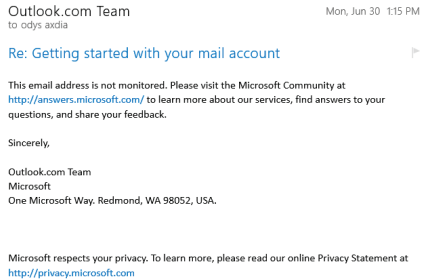 Outlook.com Team
Mon, Jun 30 1:15 PM
to odys axdia
Re: Getting started with your mail account
This email address is not monitored. Please visit the Microsoft Community at
http://answers.microsoft.com/ to learn more about our services, find answers to your
questions, and share your feedback.
Sincerely,
Outlook.com Team
Microsoft
One Microsoft Way. Redmond, WA 98052, USA.
Microsoft respects your privacy. To learn more, please read our online Privacy Statement at
http://privacy.microsoft.com